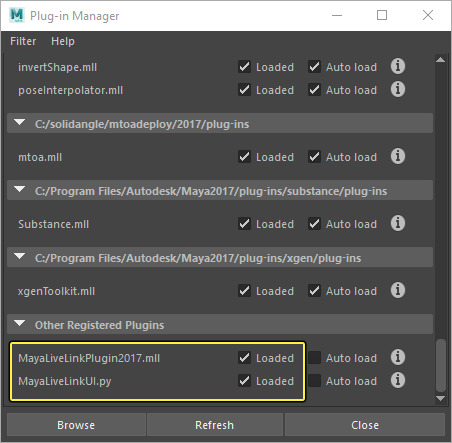 Plug-in Manager
Filter Help
invertShape.mll Loaded Auto load
poseInterpolator.mll Loaded Auto load
C:/solidangle/mtoadeploy/2017/plug-ins
mtoa.mll Loaded Auto load
C:/Program Files/Autodesk/Maya2017/plug-ins/substance/plug-ins
Substance.mll Loaded Auto load
C:/Program Files/Autodesk/Maya2017/plug-ins/xgen/plug-ins
xgenToolkit.mll Loaded Auto load
Other Registered Plugins
MayaLiveLinkPlugin2017.mll Loaded Auto load
MayaLiveLinkUI.py Loaded Auto load
Browse Refresh Close